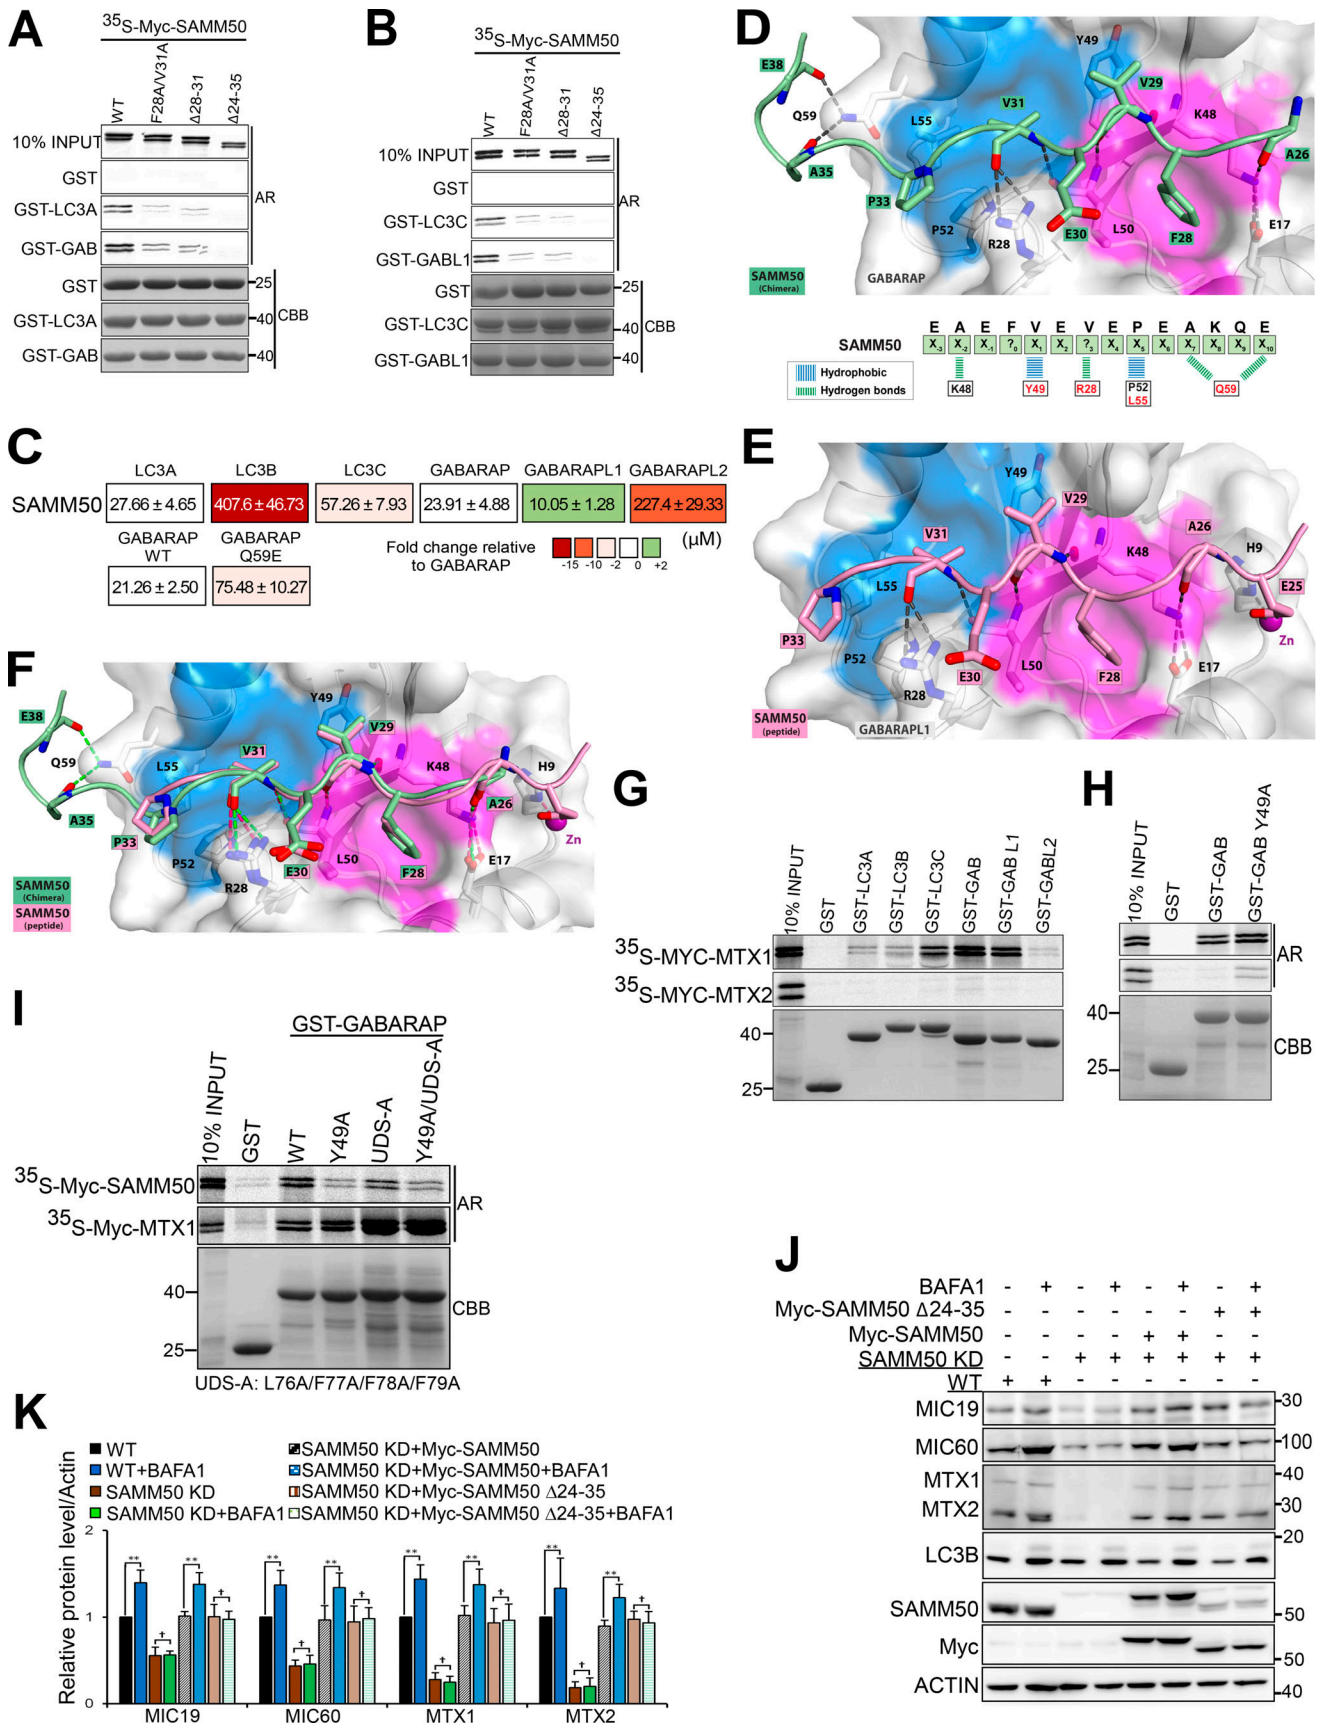 A
35S-Myc-SAMM50
WT
F28A/V31A
Δ28-31
Δ24-35
10% INPUT
GST
GST-LC3A
GST-GAB
AR
GST
25
GST-LC3A
40
CBB
GST-GAB
40
B
35S-Myc-SAMM50
WT
F28A/V31A
Δ28-31
Δ24-35
10% INPUT
GST
GST-LC3C
GST-GABL1
AR
GST
25
GST-LC3C
40
CBB
GST-GABL1
40
C
LC3A LC3B LC3C GABARAP GABARAPL1 GABARAPL2
SAMM50 27.66 ± 4.65 407.6 ± 46.73 57.26 ± 7.93 23.91 ± 4.88 10.05 ± 1.28 227.4 ± 29.33
GABARAP WT
GABARAP Q59E
21.26 ± 2.50 75.48 ± 10.27
(µM)
Fold change relative
to GABARAP
-15 -10 -2 0 +2
D
E38
Q59
A35
P33
L55
V31
Y49
V29
K48
A26
P52
R28
E30
L50
F28
E17
SAMM50
(Chimera)
GABARAP
E A E F V E V E P E A K Q E
SAMM50 X-3 X-2 X-1 ?0 X1 X2 ?3 X4 X5 X6 X7 X8 X9 X10
Hydrophobic
Hydrogen bonds
K48 Y49 R28 P52 Q59
L55
E
Y49
V29
V31
A26
K48
H9
L55
E25
P33
Zn
P52
R28
E30
L50
F28
E17
SAMM50
(peptide)
GABARAPL1
F
E38
Q59
A35
P33
L55
V31
Y49
V29
K48
H9
A26
Zn
P52
R28
E30
L50
F28
E17
SAMM50
(Chimera)
SAMM50
(peptide)
G
10% INPUT
GST
GST-LC3A
GST-LC3B
GST-LC3C
GST-GAB
GST-GAB L1
GST-GABL2
35S-MYC-MTX1
35S-MYC-MTX2
40
25
H
10% INPUT
GST
GST-GAB
GST-GAB Y49A
AR
40
CBB
25
I
GST-GABARAP
10% INPUT
GST
WT
Y49A
UDS-A
Y49A/UDS-A
35S-Myc-SAMM50
35S-Myc-MTX1
AR
40
CBB
25
UDS-A: L76A/F77A/F78A/F79A
J
BAFA1 - + - + - + - +
Myc-SAMM50 Δ24-35 - - - - - - + +
Myc-SAMM50 - - - - + + - -
SAMM50 KD - - + + + + + +
WT + + - - - - - -
MIC19 30
MIC60 100
MTX1 40
MTX2 30
20
LC3B
SAMM50 50
Myc 50
ACTIN 40
K
WT
WT+BAFA1
SAMM50 KD
SAMM50 KD+BAFA1
SAMM50 KD+Myc-SAMM50
SAMM50 KD+Myc-SAMM50+BAFA1
SAMM50 KD+Myc-SAMM50 Δ24-35
SAMM50 KD+Myc-SAMM50 Δ24-35+BAFA1
Relative protein level/Actin
2
1
0
** ** ** ** ** ** ** **
† † † † † † † †
MIC19 MIC60 MTX1 MTX2